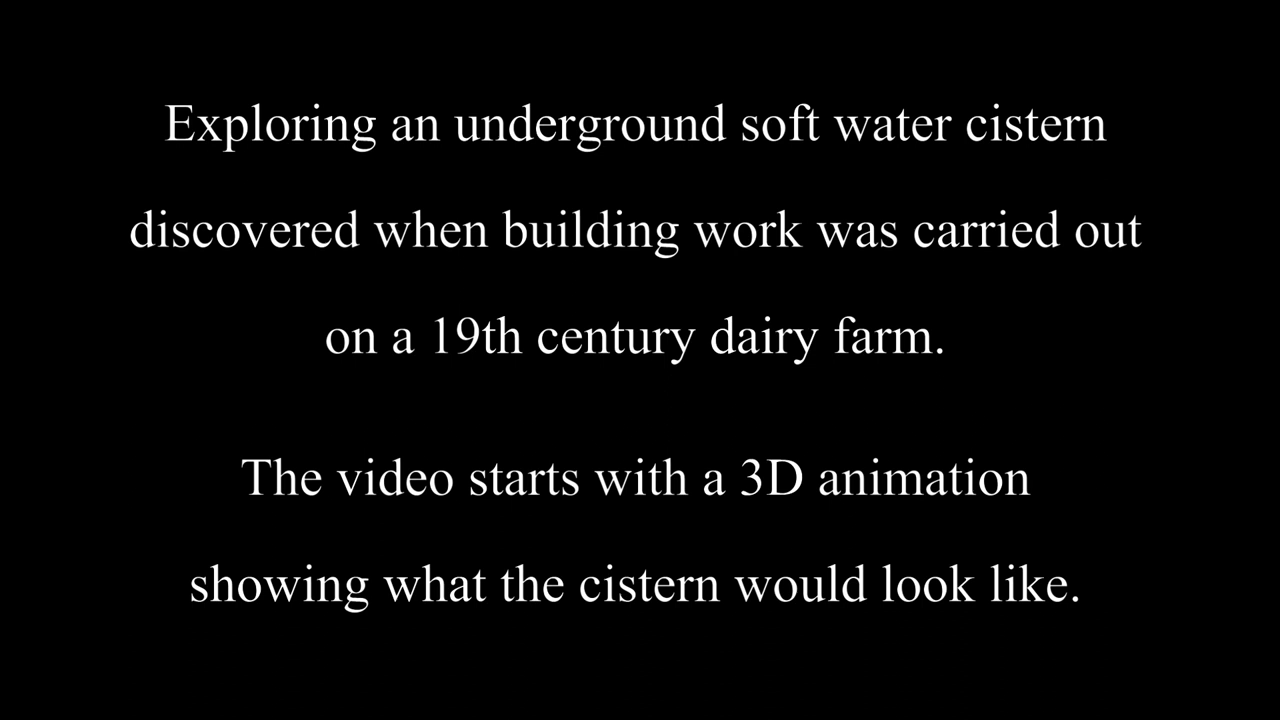 Exploring an underground soft water cistern
discovered when building work was carried out
on a 19th century dairy farm.
The video starts with a 3D animation
showing what the cistern would look like.